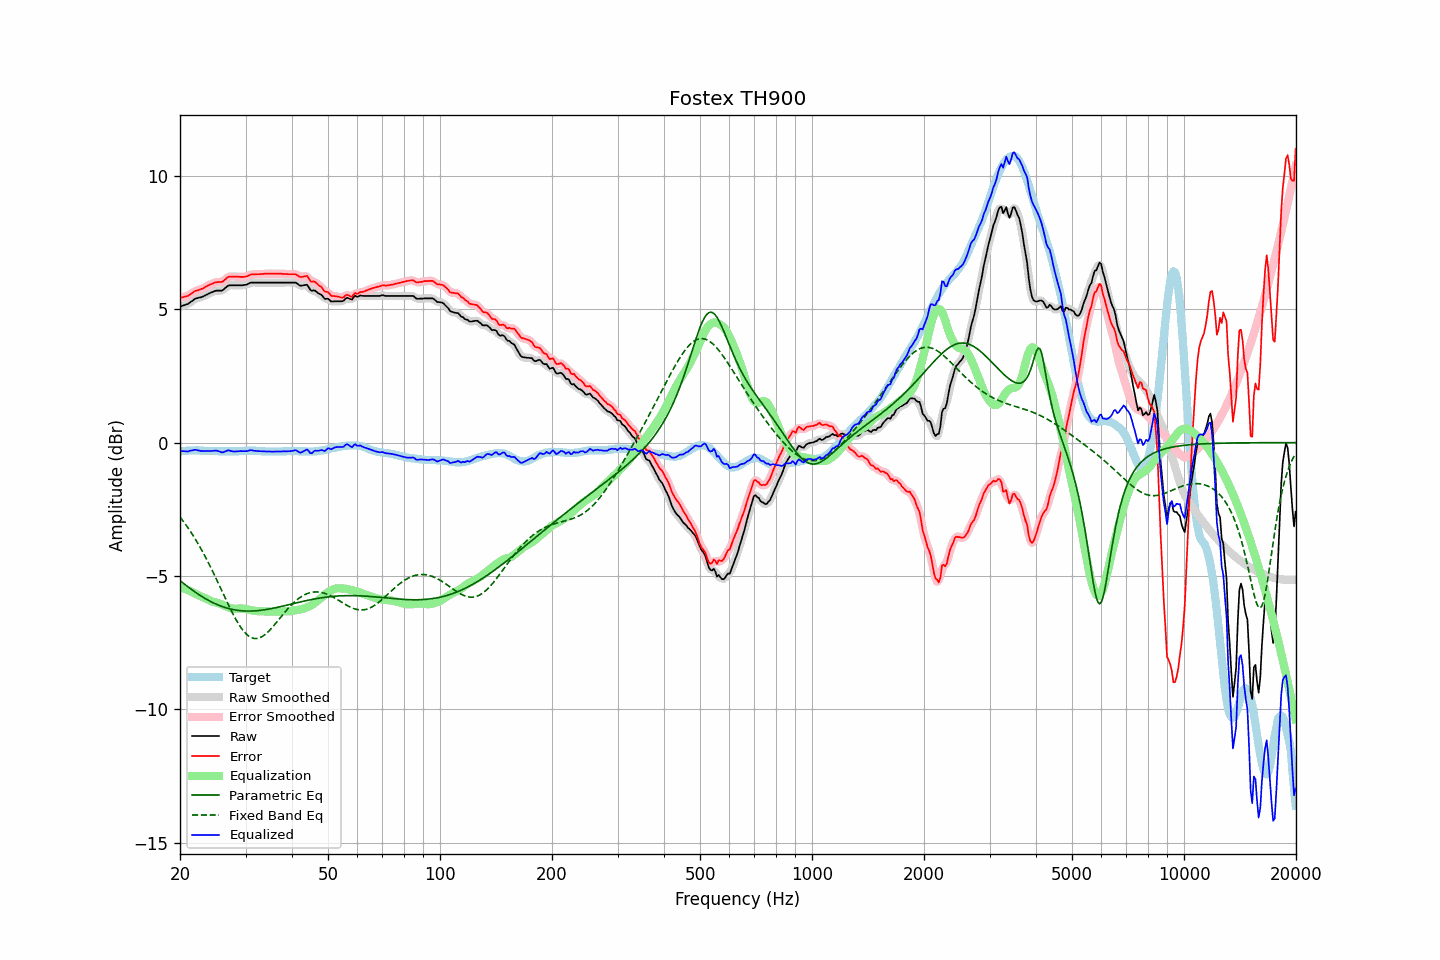 Fostex TH900
Amplitude (dBr)
10
5
0
−5
−10
−15
Target
Raw Smoothed
Error Smoothed
Raw
Error
Equalization
Parametric Eq
Fixed Band Eq
Equalized
20 50 100 200 500 1000 2000 5000 10000 20000
Frequency (Hz)